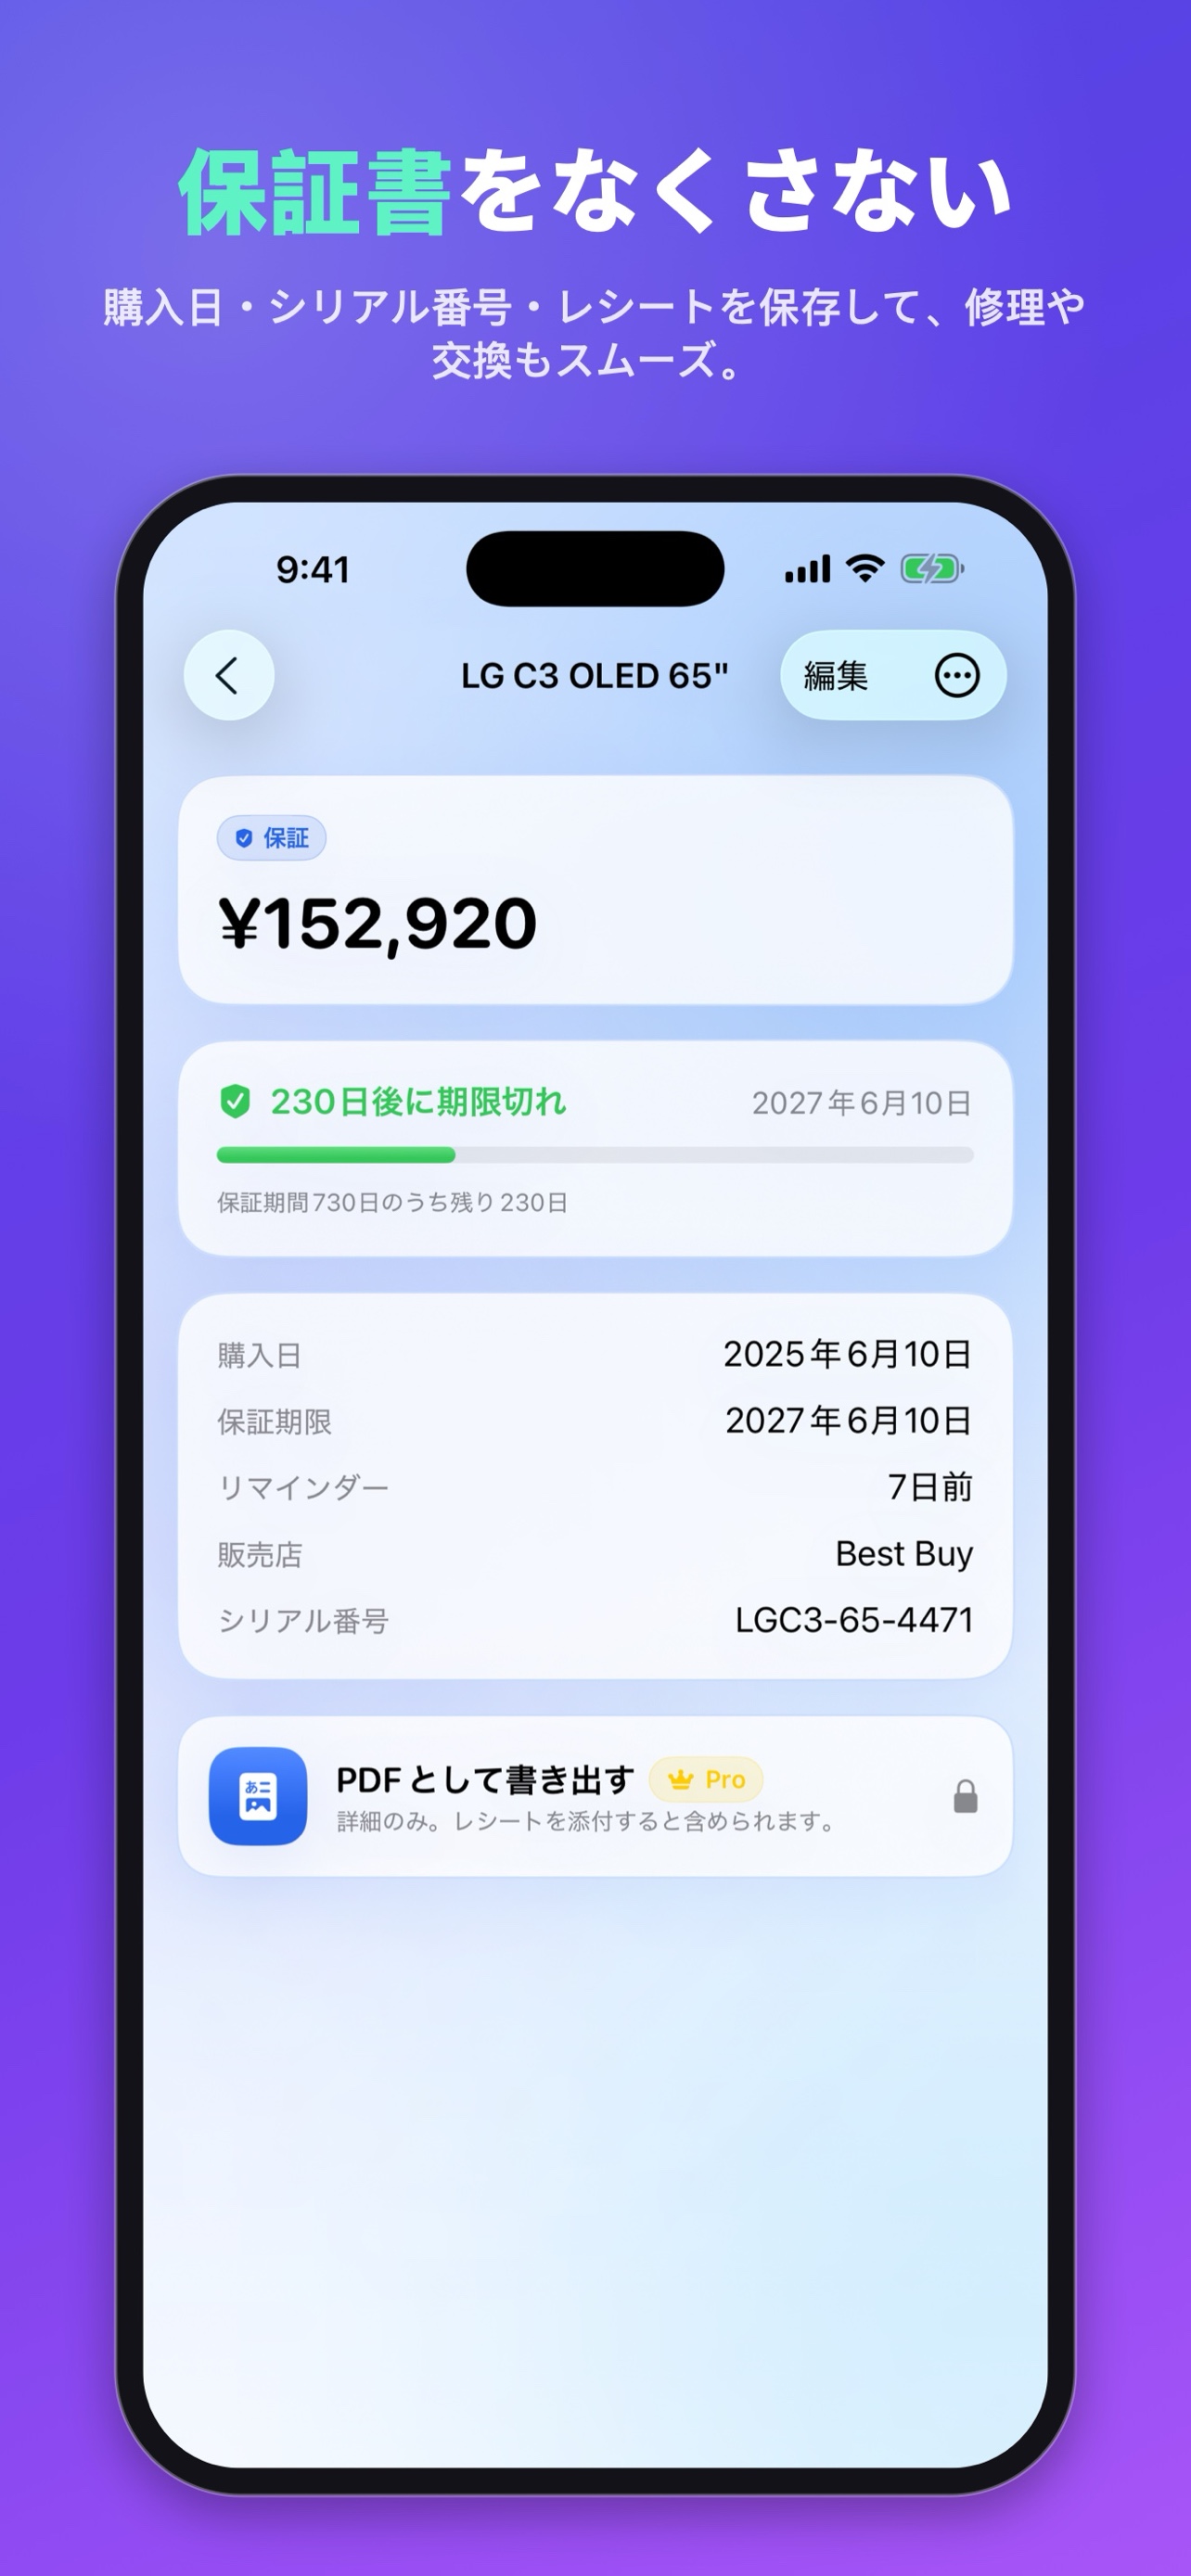 保証書をなくさない
購入日・シリアル番号・レシートを保存して、修理や
交換もスムーズ。
9:41
LG C3 OLED 65"
編集
保証
¥152,920
230日後に期限切れ
2027年6月10日
保証期間730日のうち残り230日
購入日
2025年6月10日
保証期限
2027年6月10日
リマインダー
7日前
販売店
Best Buy
シリアル番号
LGC3-65-4471
あこ
PDFとして書き出す
Pro
詳細のみ。レシートを添付すると含められます。